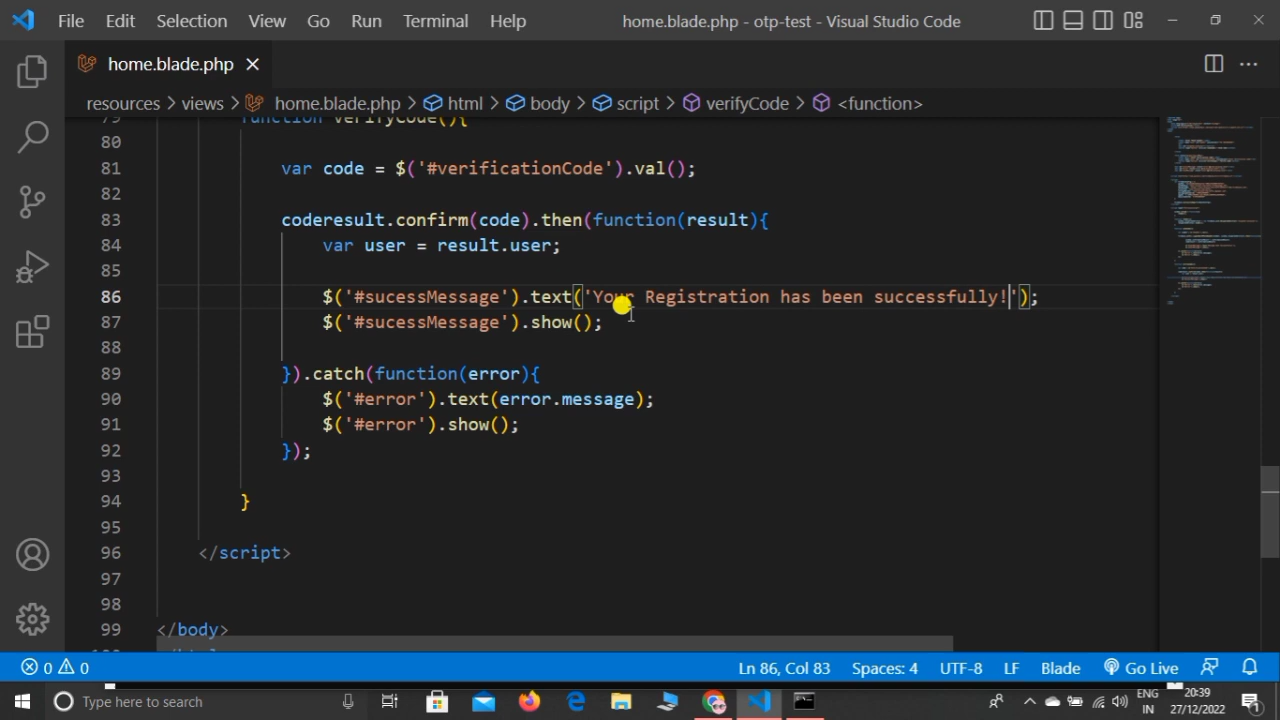 File Edit Selection View Go Run Terminal Help home.blade.php - otp-test - Visual Studio Code
home.blade.php
resources > views > home.blade.php > html > body > script > verifyCode > <function>
79 function verifyCode(){
80
81 var code = $('#verificationCode').val();
82
83 coderesult.confirm(code).then(function(result){
84 var user = result.user;
85
86 $('#sucessMessage').text('Your Registration has been successfully!');
87 $('#sucessMessage').show();
88
89 }).catch(function(error){
90 $('#error').text(error.message);
91 $('#error').show();
92 });
93
94 }
95
96 </script>
97
98
99 </body>
0 0 Ln 86, Col 83 Spaces: 4 UTF-8 LF Blade Go Live
Type here to search
ENG
IN
20:39
27/12/2022
1